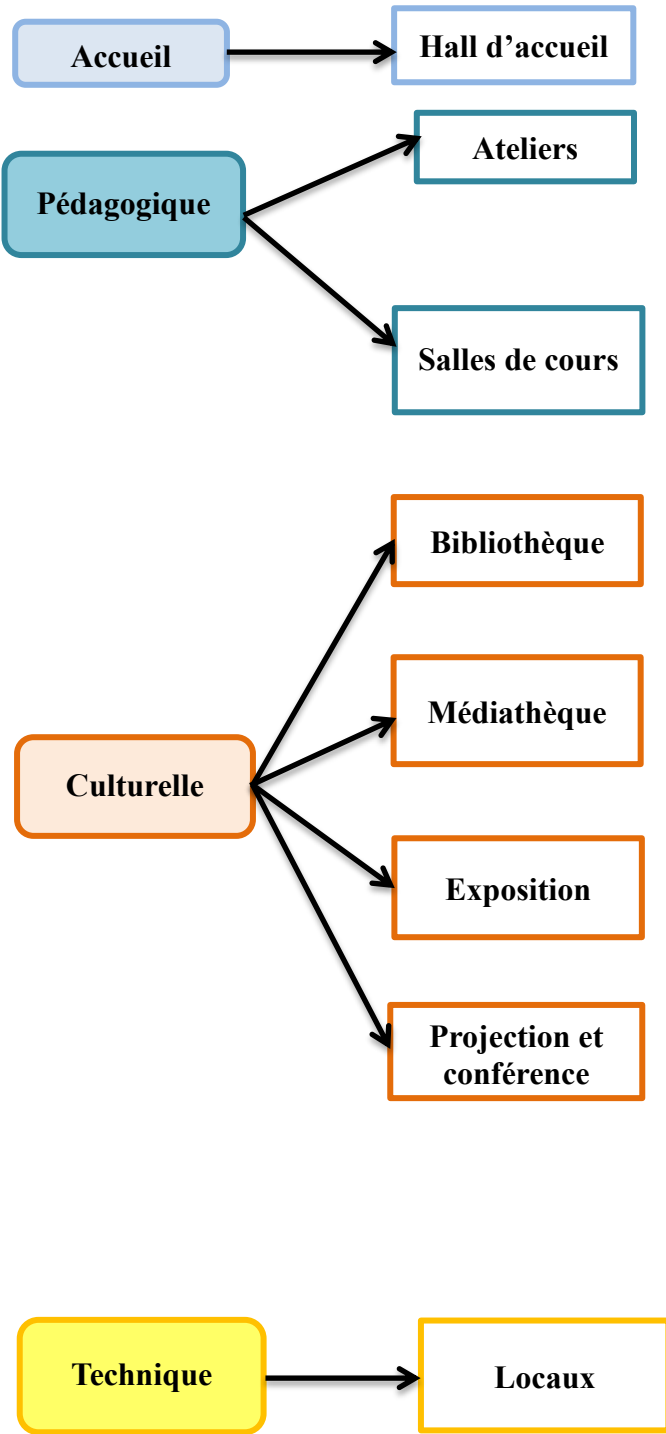 Accueil
Hall d’accueil
Pédagogique
Ateliers
Salles de cours
Culturelle
Bibliothèque
Médiathèque
Exposition
Projection et
conférence
Technique
Locaux